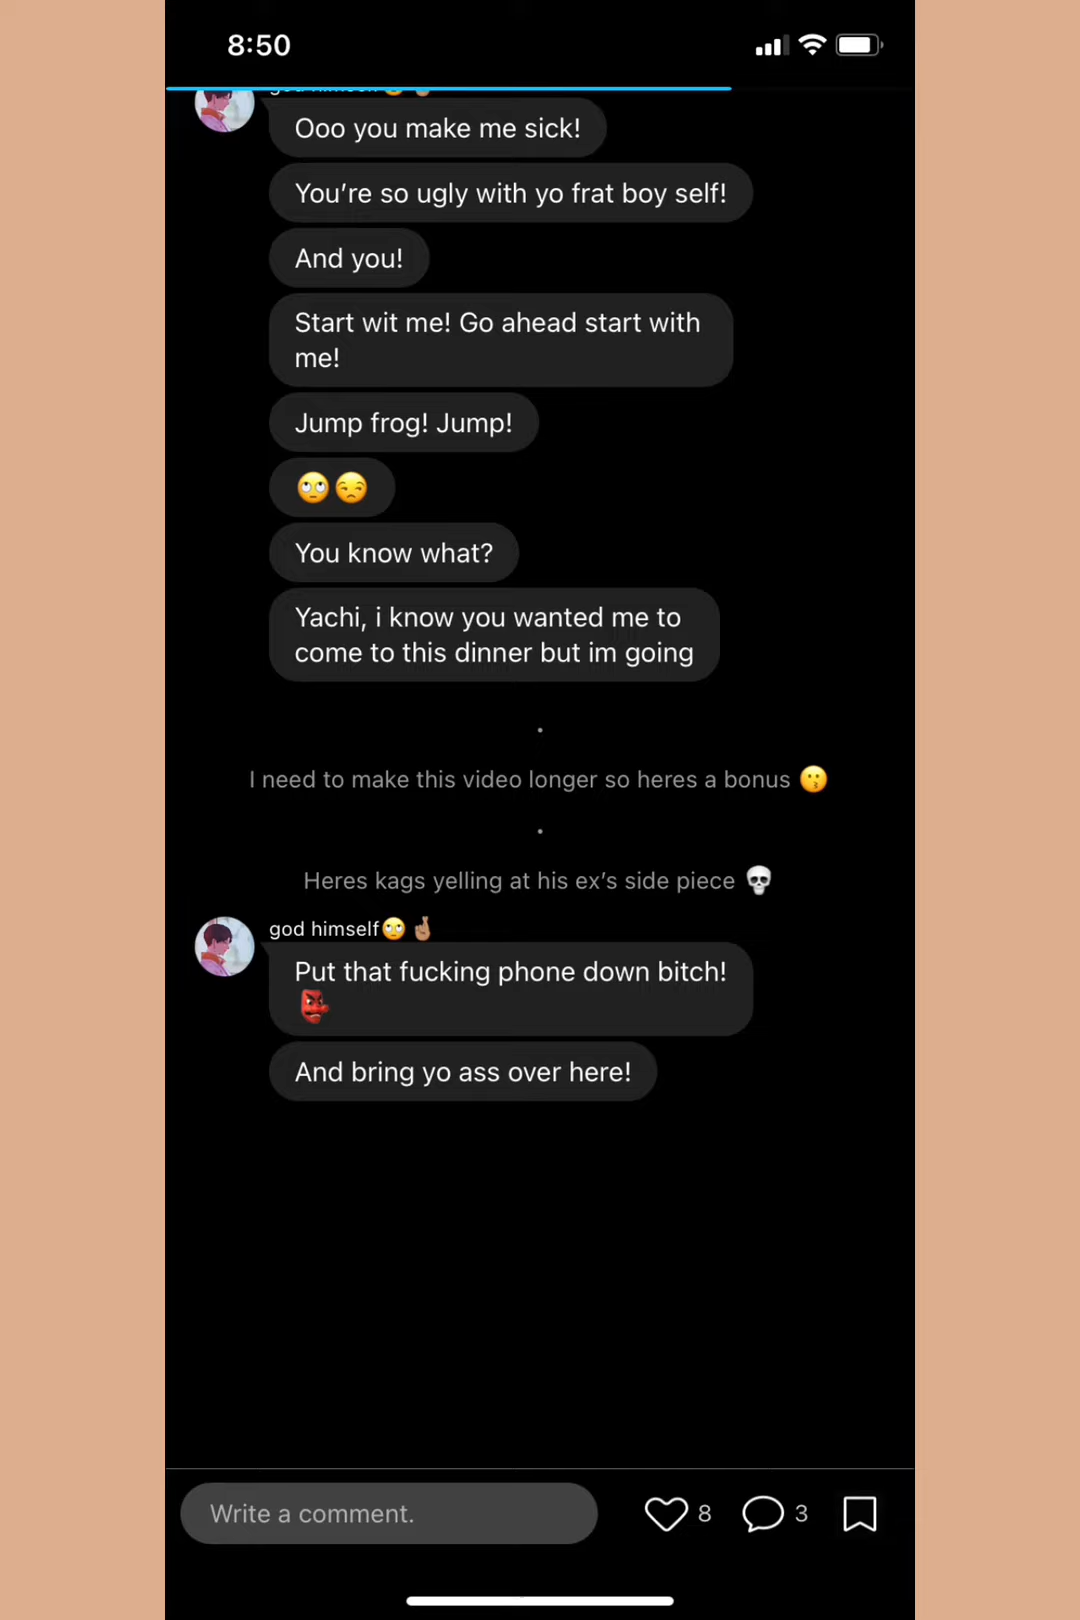 8:50
Ooo you make me sick!
You're so ugly with yo frat boy self!
And you!
Start wit me! Go ahead start with
me!
Jump frog! Jump!
🙄😒
You know what?
Yachi, i know you wanted me to
come to this dinner but im going
.
I need to make this video longer so heres a bonus 😗
.
Heres kags yelling at his ex's side piece 💀
god himself🙄🤞🏽
Put that fucking phone down bitch!
👺
And bring yo ass over here!
Write a comment.
8
3